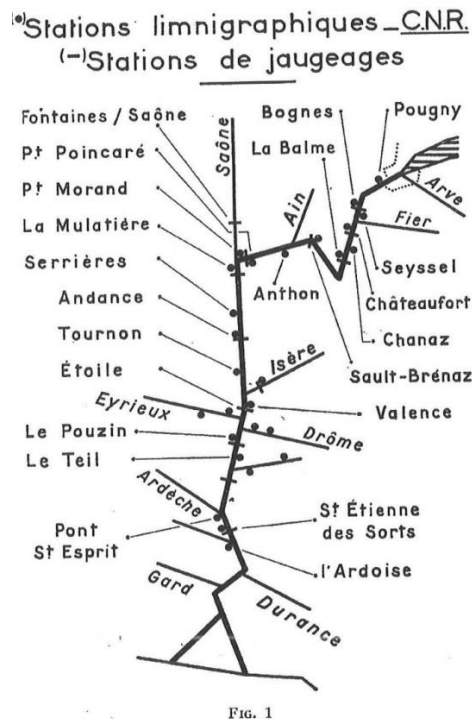 (•)Stations limnigraphiques _ C.N.R.
(-)Stations de jaugeages
Fontaines / Saône
Pt Poincaré
Pt Morand
La Mulatière
Serrières
Andance
Tournon
Étoile
Eyrieux
Le Pouzin
Le Teil
Ardèche
Pont
St Esprit
Gard
Saône
Bognes
Pougny
La Balme
Ain
Arve
Fier
Seyssel
Anthon
Châteaufort
Chanaz
Isère
Sault-Brénaz
Valence
Drôme
St Étienne
des Sorts
l'Ardoise
Durance
FIG. 1